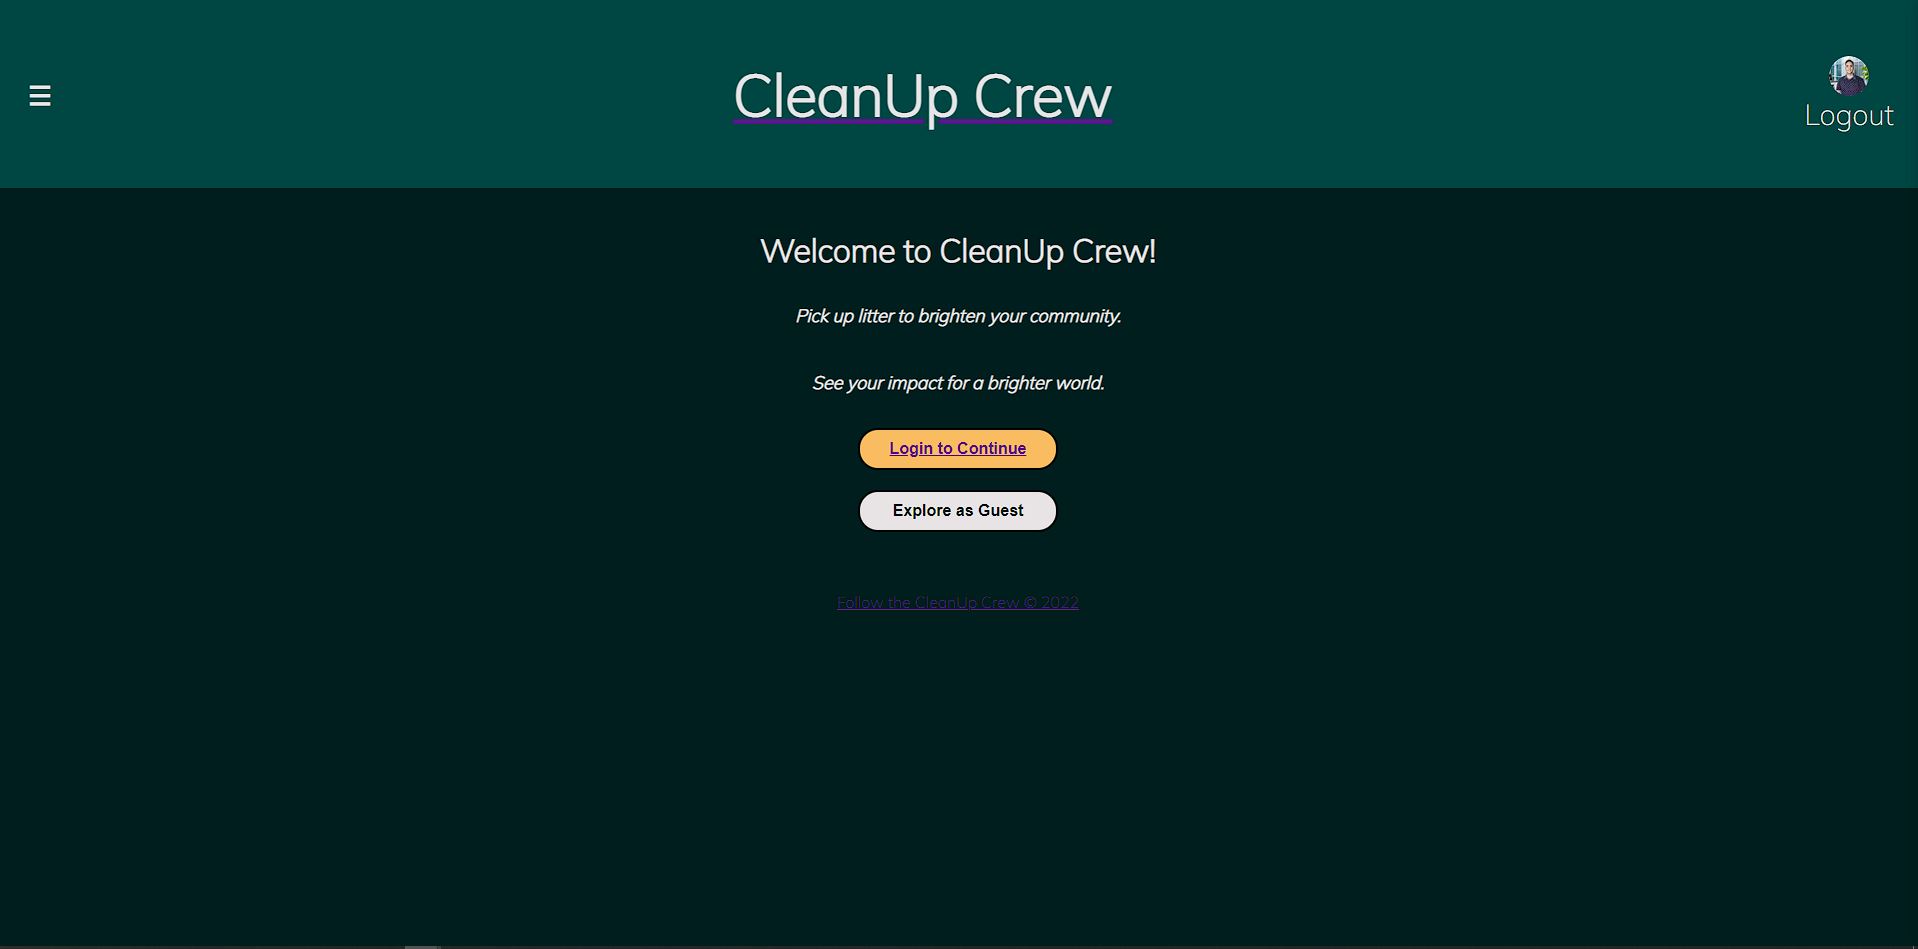 CleanUp Crew
Logout
Welcome to CleanUp Crew!
Pick up litter to brighten your community.
See your impact for a brighter world.
Login to Continue
Explore as Guest
Follow the CleanUp Crew © 2022